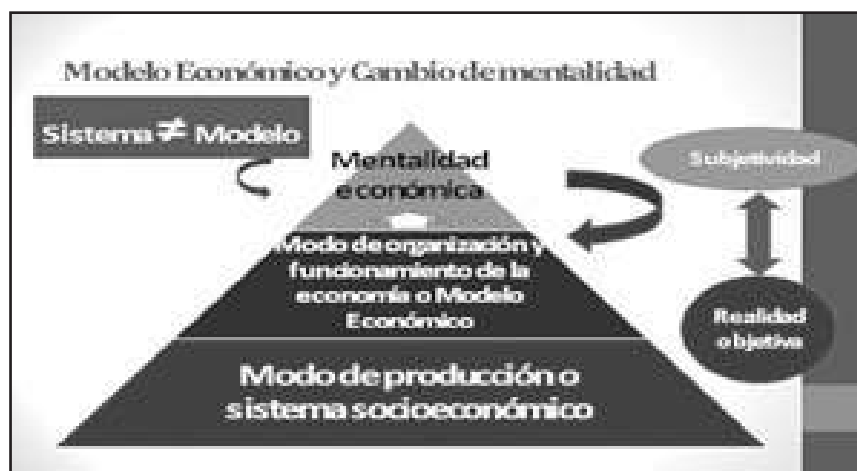 Modelo Económico y Cambio de mentalidad
Sistema ≠ Modelo
Mentalidad
económica
Subjetividad
Modo de organización y
funcionamiento de la
economía o Modelo
Económico
Realidad
objetiva
Modo de producción o
sistema socioeconómico